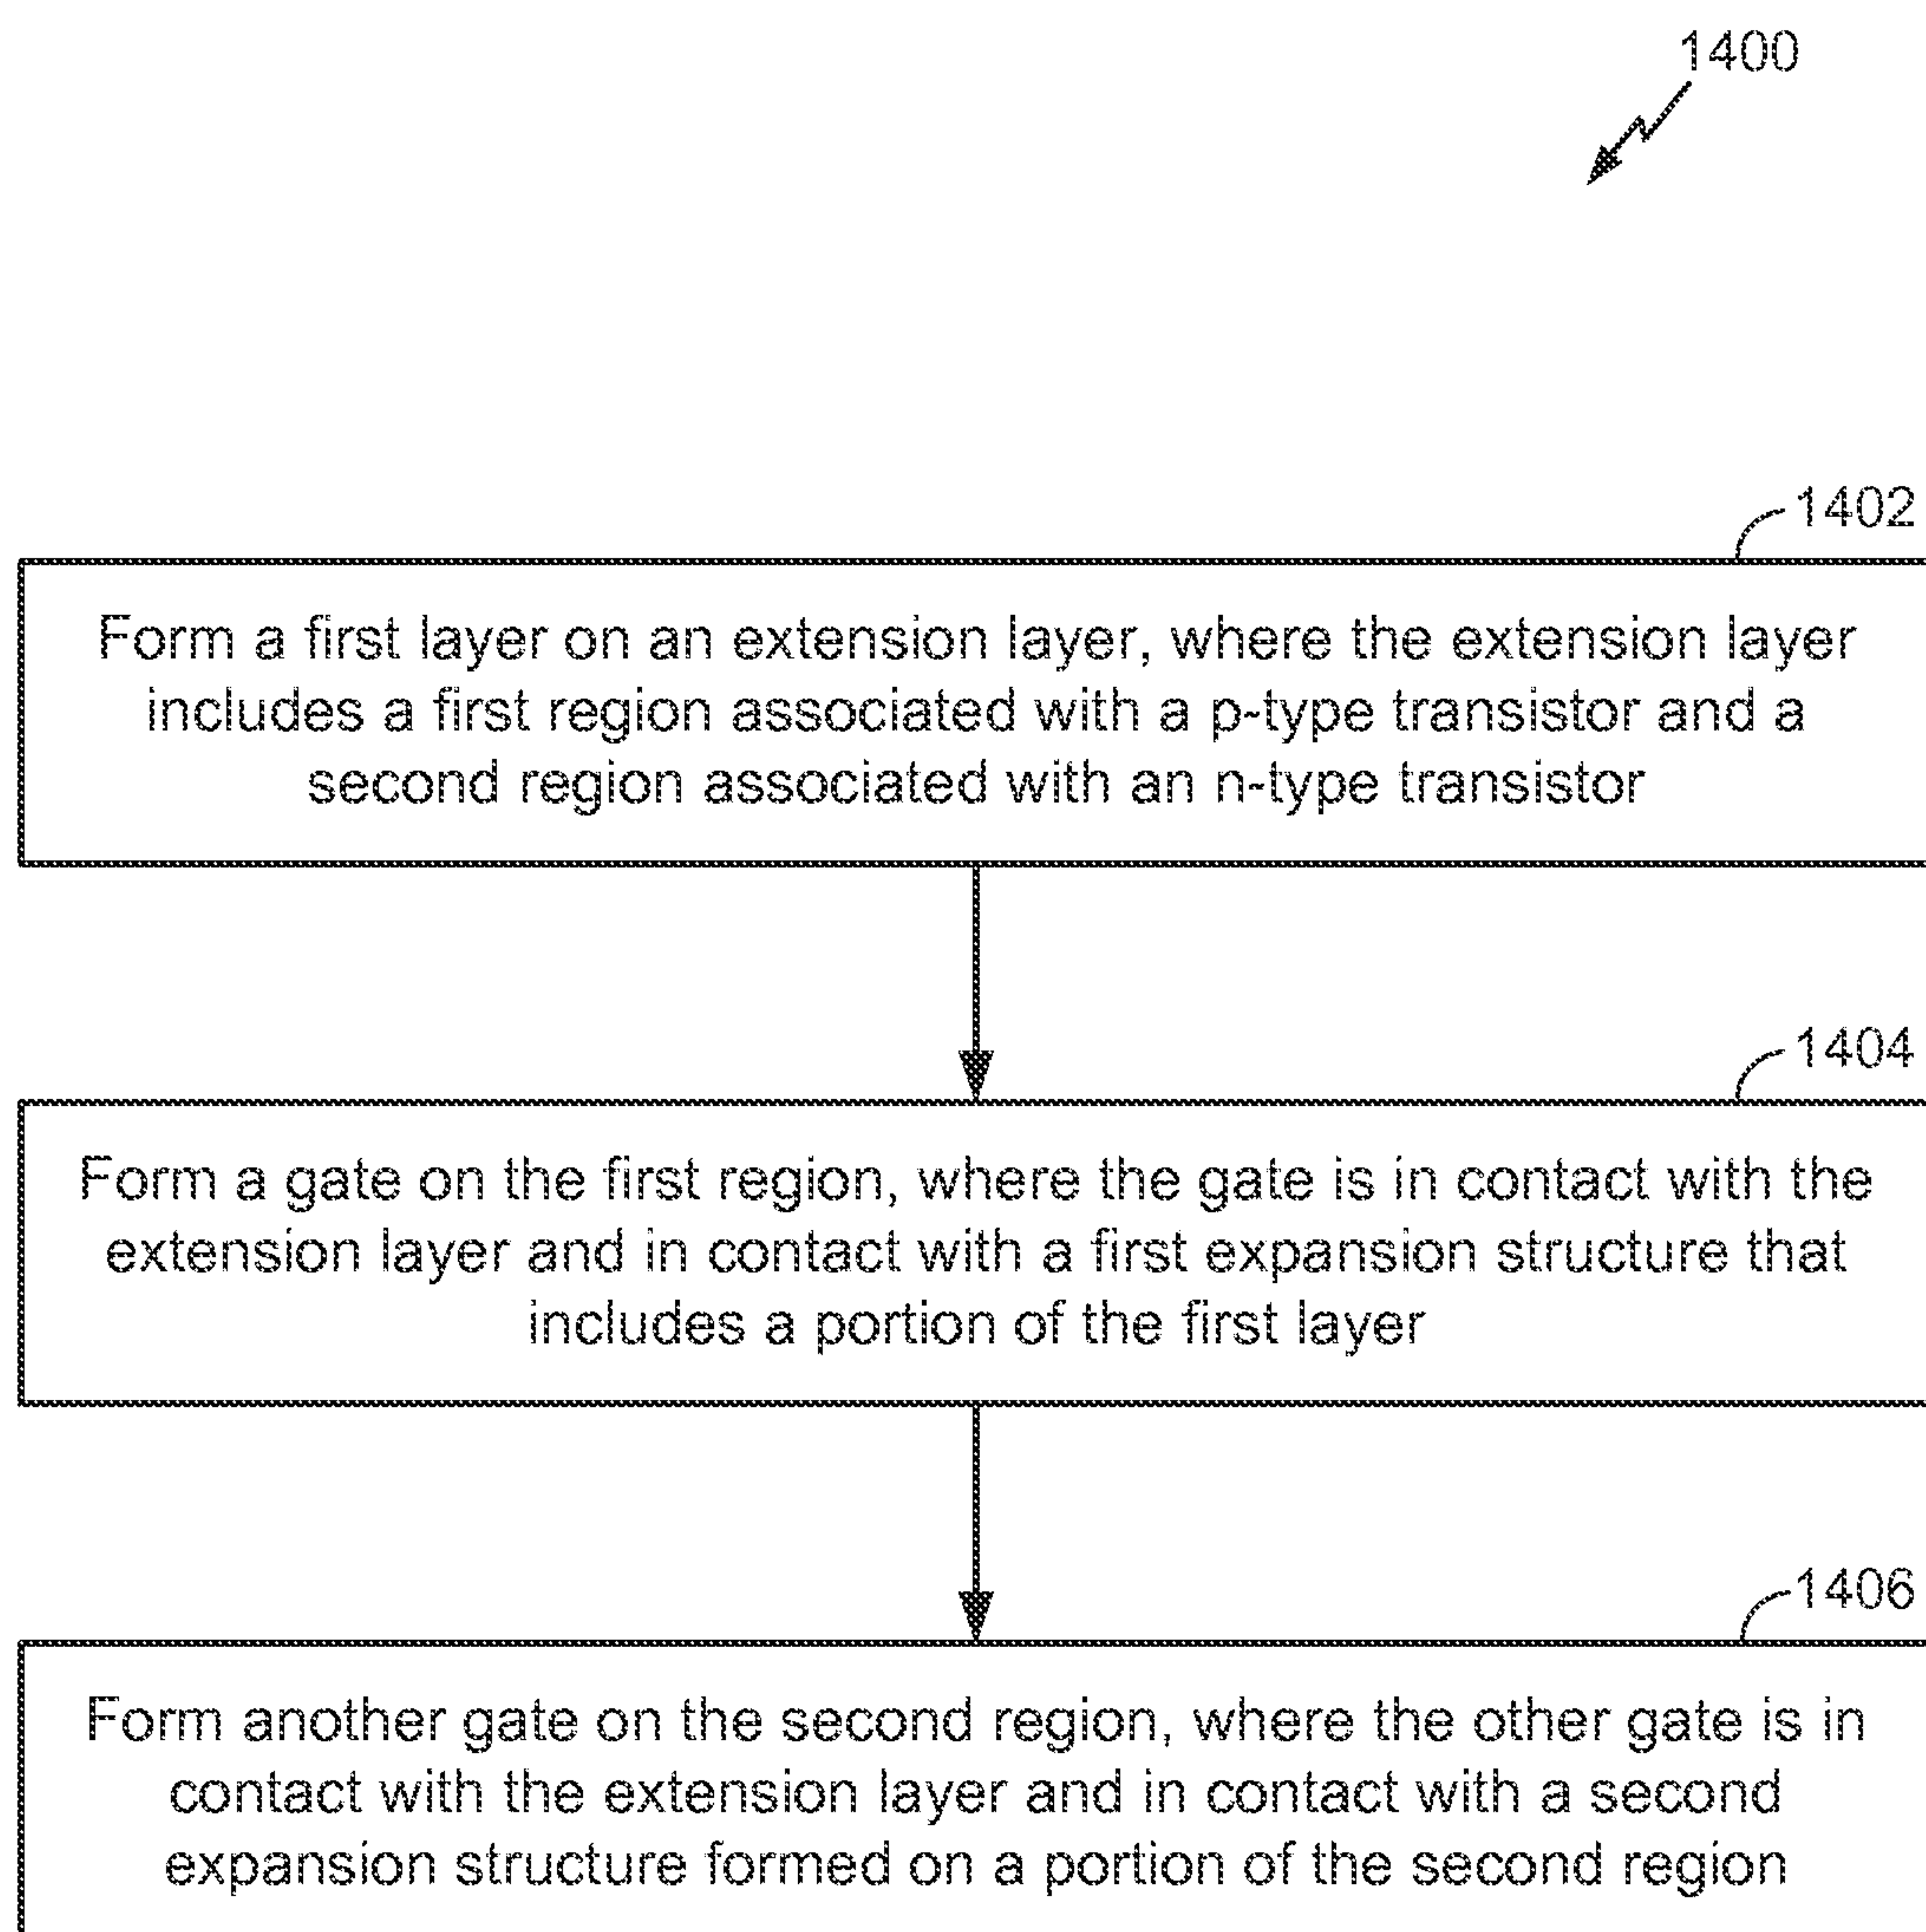 1400
1402
Form a first layer on an extension layer, where the extension layer
includes a first region associated with a p-type transistor and a
second region associated with an n-type transistor
1404
Form a gate on the first region, where the gate is in contact with the
extension layer and in contact with a first expansion structure that
includes a portion of the first layer
1406
Form another gate on the second region, where the other gate is in
contact with the extension layer and in contact with a second
expansion structure formed on a portion of the second region